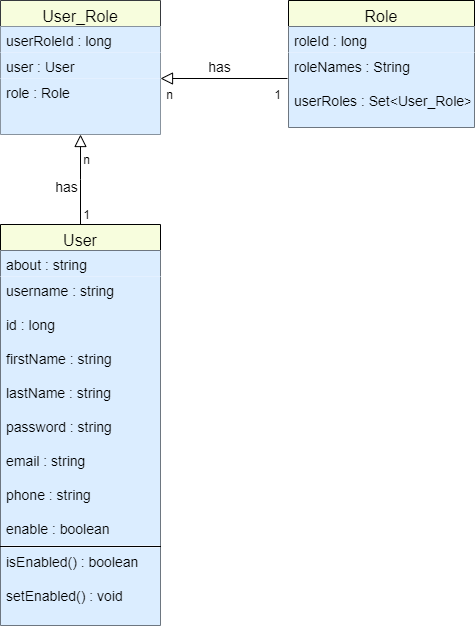 User_Role
userRoleId : long
user : User
role : Role
Role
roleId : long
roleNames : String
userRoles : Set<User_Role>
has
n
1
n
has
1
User
about : string
username : string
id : long
firstName : string
lastName : string
password : string
email : string
phone : string
enable : boolean
isEnabled() : boolean
setEnabled() : void